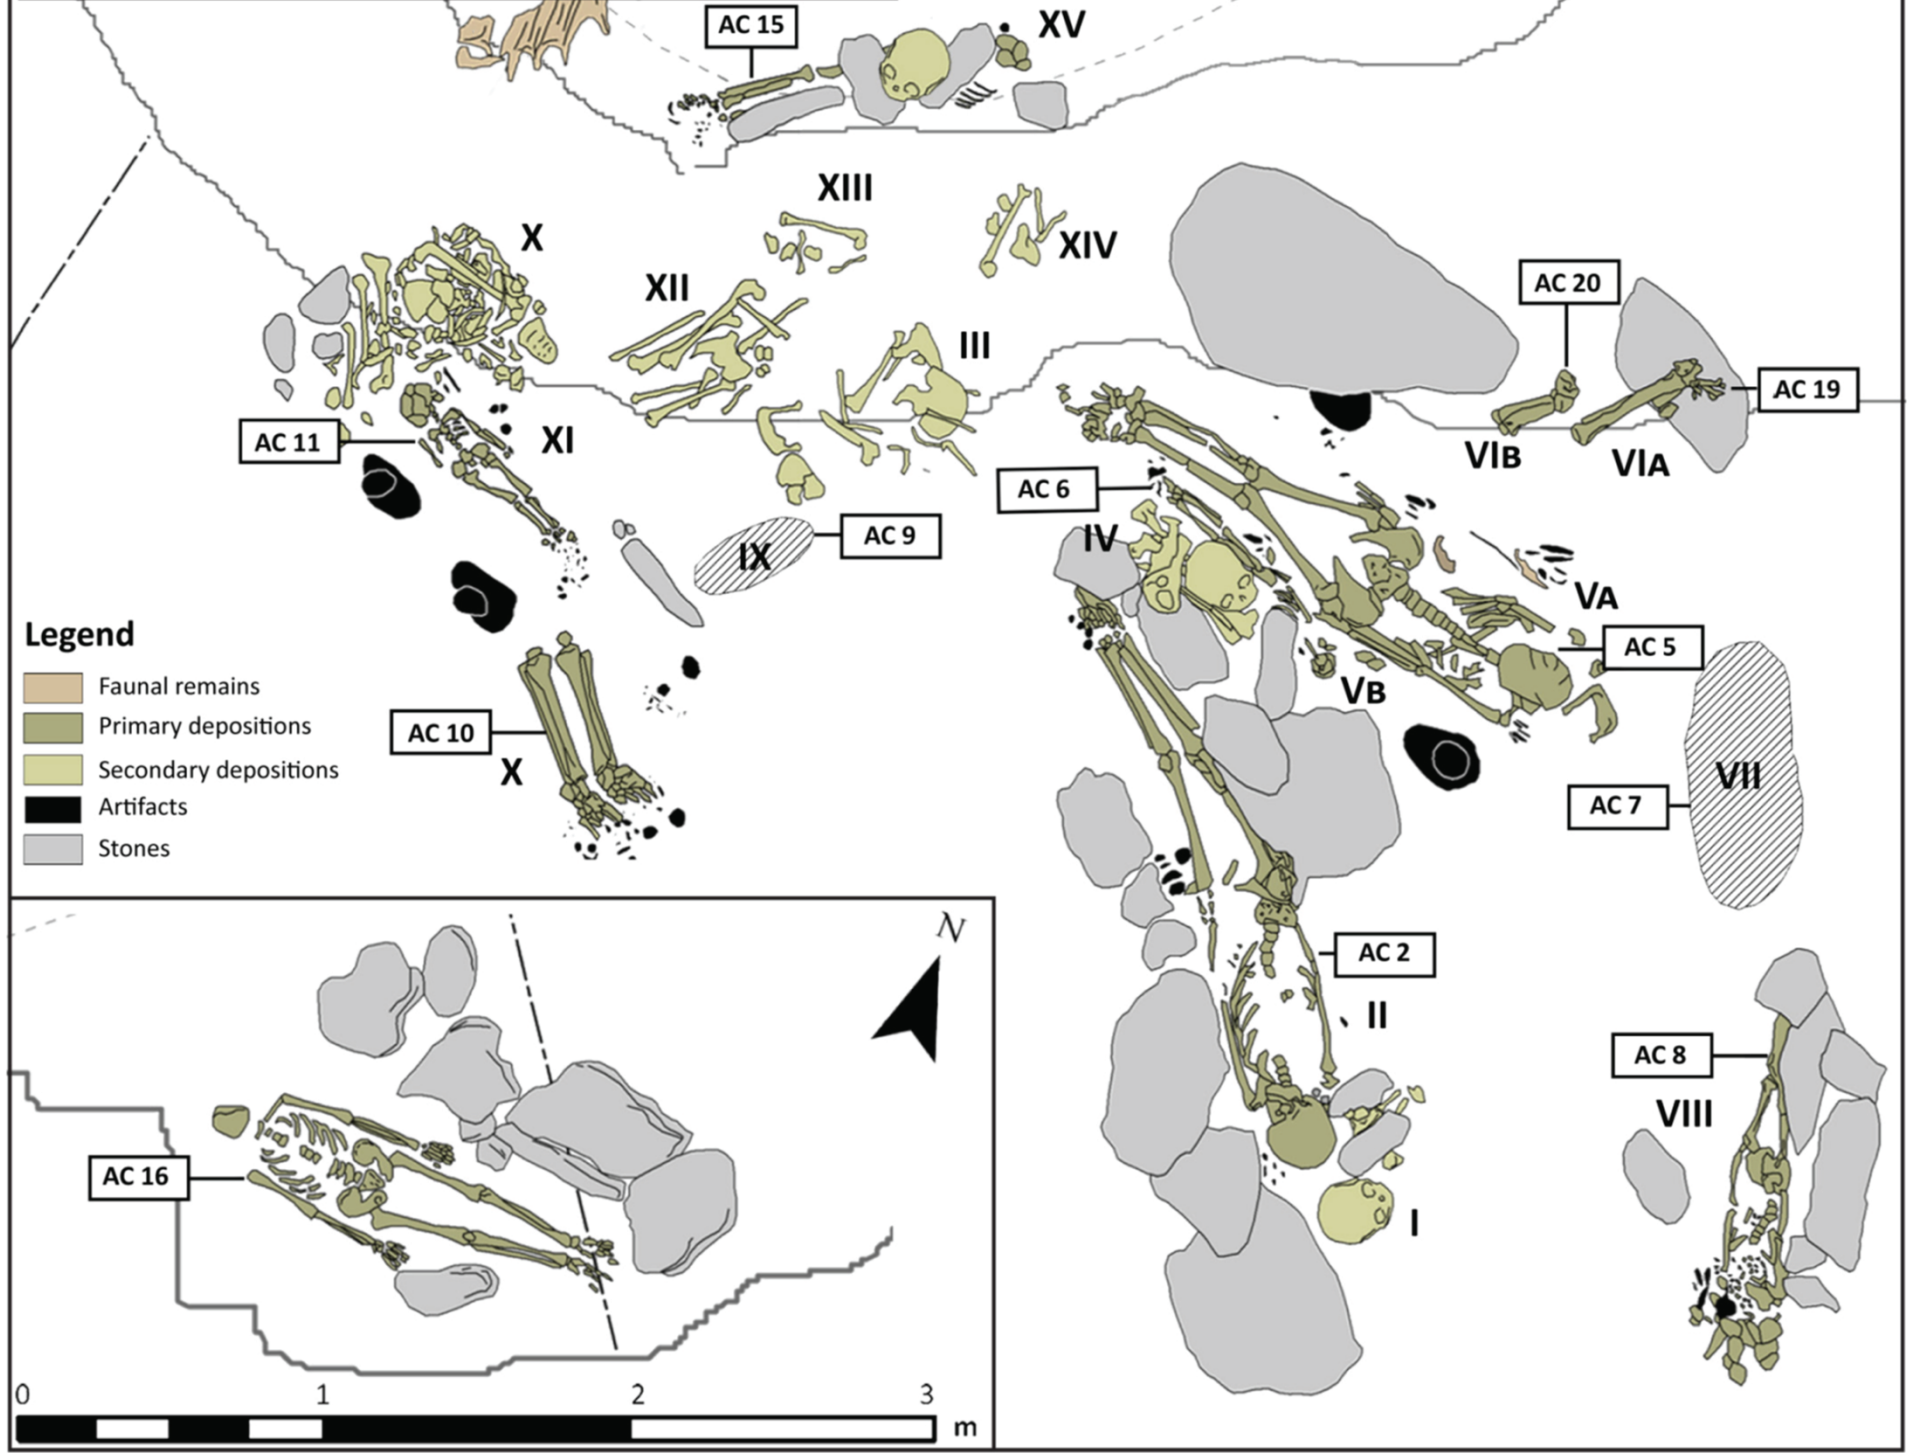 AC 15
XV
XIII
XIV
X
XII
III
AC 20
AC 19
AC 11
XI
VIB
VIA
AC 6
IV
AC 9
IX
VA
AC 5
VB
Legend
Faunal remains
Primary depositions
Secondary depositions
Artifacts
Stones
AC 10
X
VII
AC 7
N
AC 2
II
AC 8
VIII
AC 16
I
0 1 2 3
m